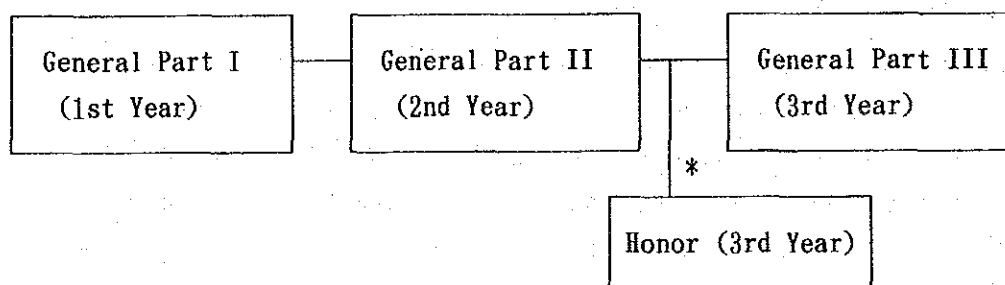 General Part I
(1st Year)
General Part II
(2nd Year)
General Part III
(3rd Year)
*
Honor (3rd Year)